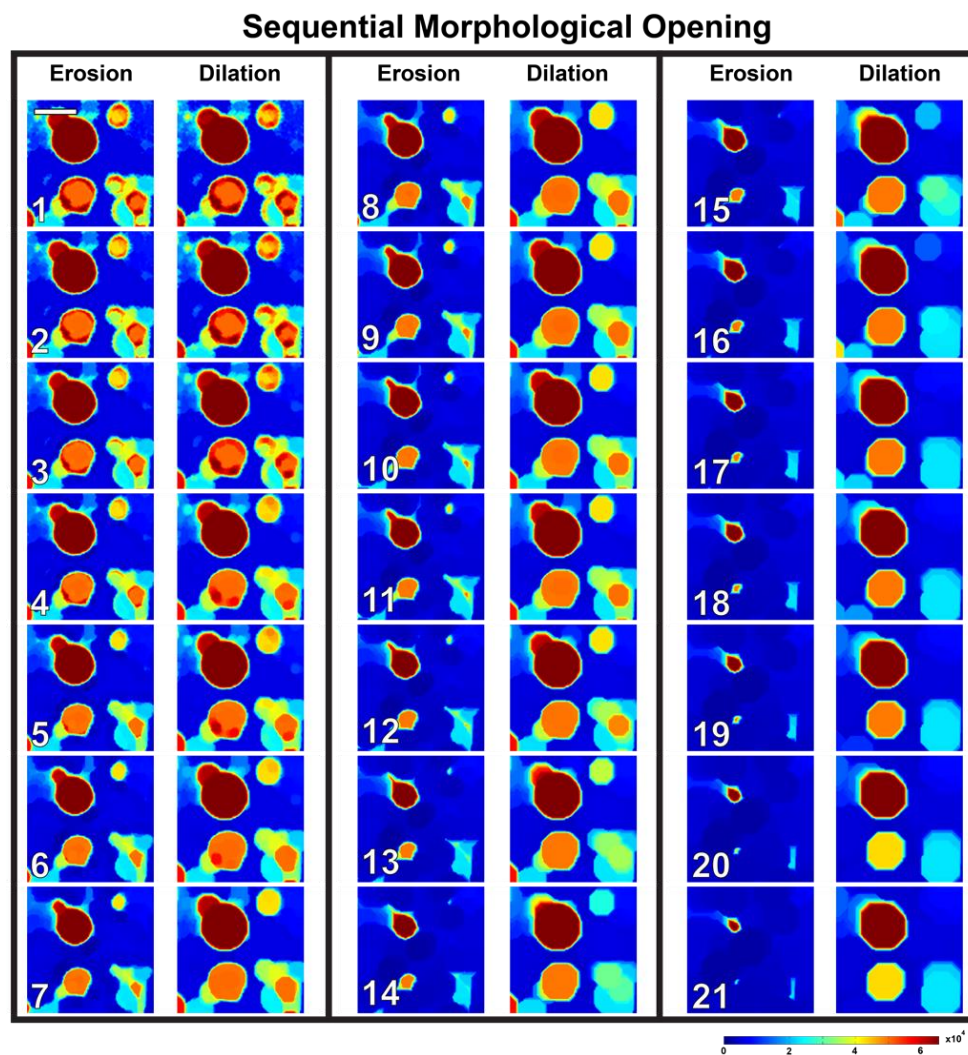 Sequential Morphological Opening
Erosion Dilation Erosion Dilation Erosion Dilation
1 8 15
2 9 16
3 10 17
4 11 18
5 12 19
6 13 20
7 14 21
x10⁴
0 2 4 6